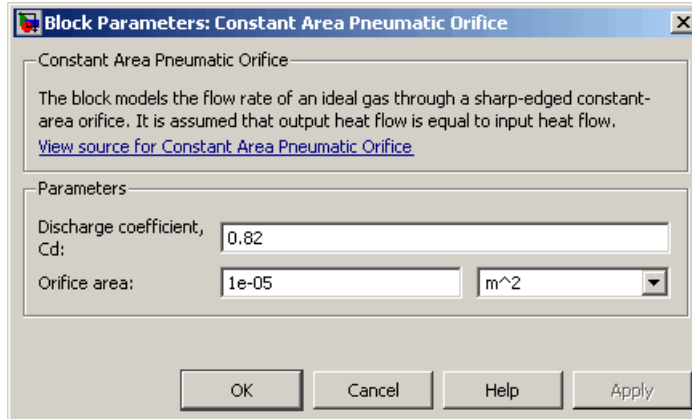 Block Parameters: Constant Area Pneumatic Orifice
Constant Area Pneumatic Orifice
The block models the flow rate of an ideal gas through a sharp-edged constant-
area orifice. It is assumed that output heat flow is equal to input heat flow.
View source for Constant Area Pneumatic Orifice
Parameters
Discharge coefficient,
Cd:
0.82
Orifice area:
1e-05
m^2
OK
Cancel
Help
Apply